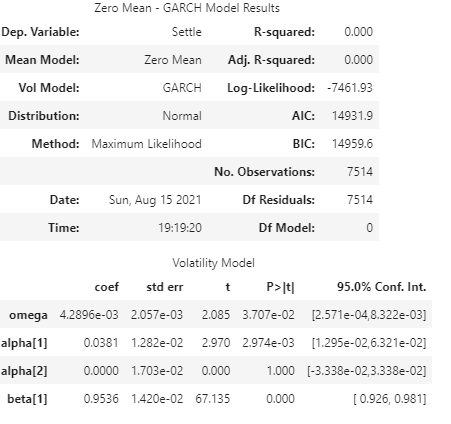 Zero Mean - GARCH Model Results
Dep. Variable: Settle R-squared: 0.000
Mean Model: Zero Mean Adj. R-squared: 0.000
Vol Model: GARCH Log-Likelihood: -7461.93
Distribution: Normal AIC: 14931.9
Method: Maximum Likelihood BIC: 14959.6
No. Observations: 7514
Date: Sun, Aug 15 2021 Df Residuals: 7514
Time: 19:19:20 Df Model: 0
Volatility Model
coef std err t P>|t| 95.0% Conf. Int.
omega 4.2896e-03 2.057e-03 2.085 3.707e-02 [2.571e-04,8.322e-03]
alpha[1] 0.0381 1.282e-02 2.970 2.974e-03 [1.295e-02,6.321e-02]
alpha[2] 0.0000 1.703e-02 0.000 1.000 [-3.338e-02,3.338e-02]
beta[1] 0.9536 1.420e-02 67.135 0.000 [ 0.926, 0.981]